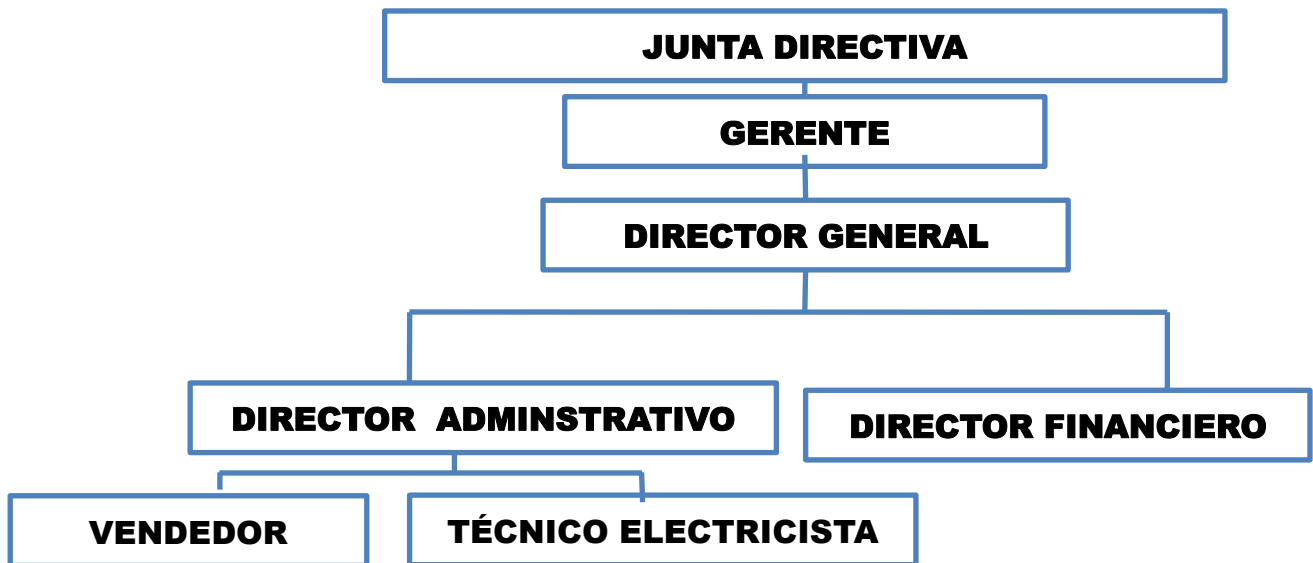 JUNTA DIRECTIVA
GERENTE
DIRECTOR GENERAL
DIRECTOR ADMINSTRATIVO
DIRECTOR FINANCIERO
VENDEDOR
TÉCNICO ELECTRICISTA